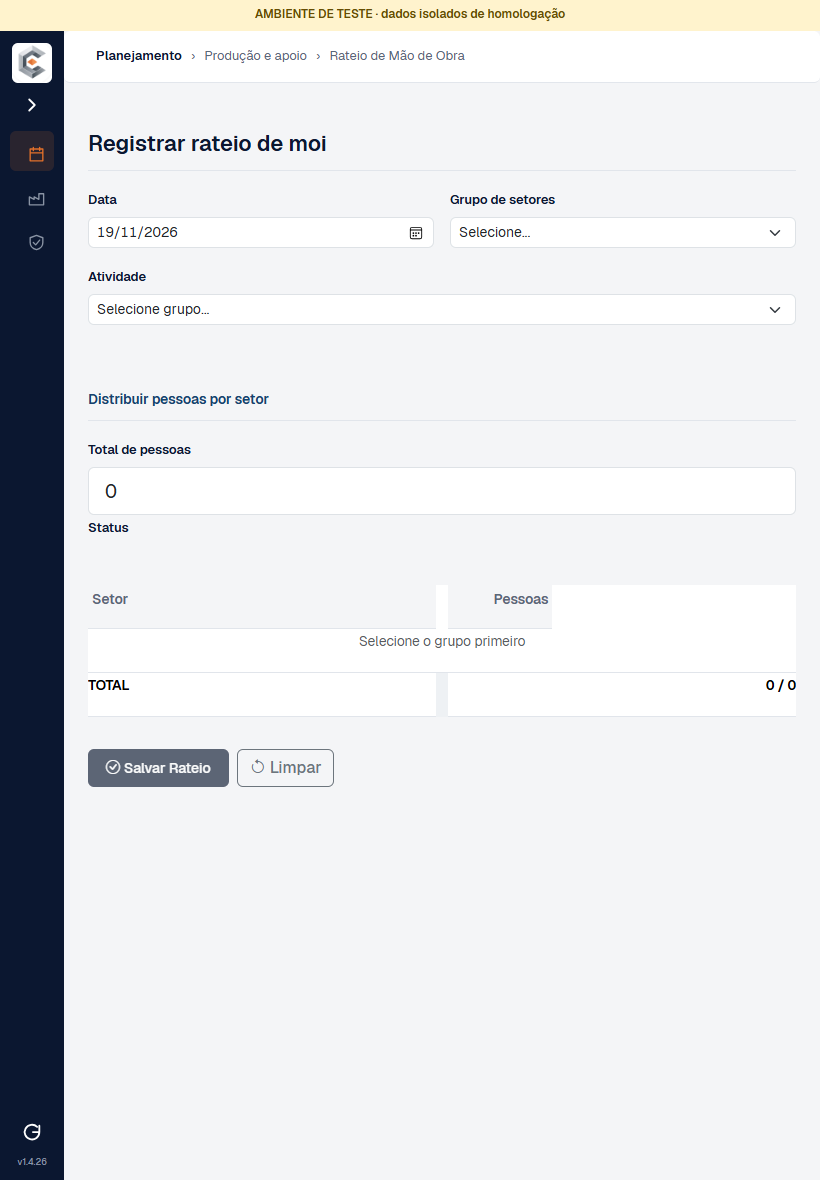 AMBIENTE DE TESTE · dados isolados de homologação
Planejamento › Produção e apoio › Rateio de Mão de Obra
Registrar rateio de moi
Data
Grupo de setores
19/11/2026
Selecione...
Atividade
Selecione grupo...
Distribuir pessoas por setor
Total de pessoas
0
Status
Setor
Pessoas
Selecione o grupo primeiro
TOTAL
0 / 0
Salvar Rateio
Limpar
v1.4.26